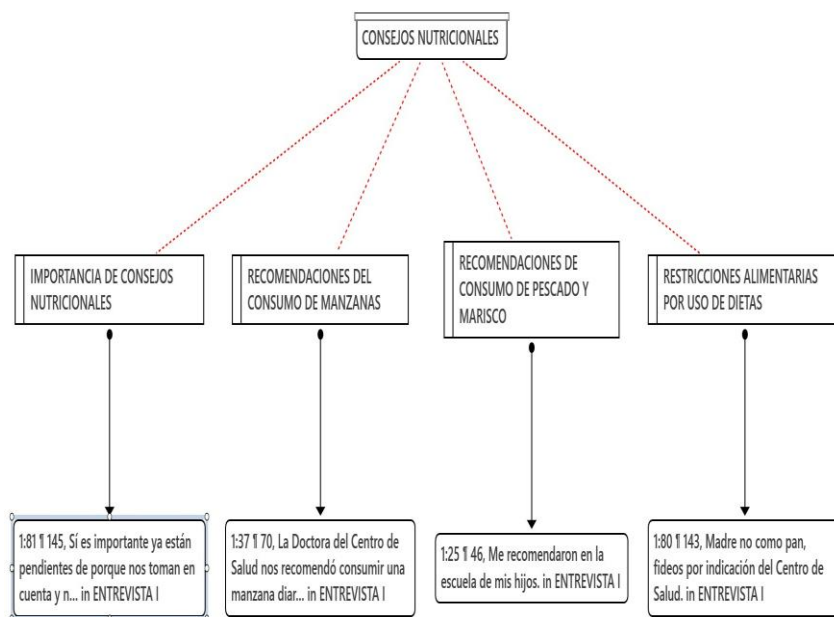 CONSEJOS NUTRICIONALES
IMPORTANCIA DE CONSEJOS
NUTRICIONALES
RECOMENDACIONES DEL
CONSUMO DE MANZANAS
RECOMENDACIONES DE
CONSUMO DE PESCADO Y
MARISCO
RESTRICCIONES ALIMENTARIAS
POR USO DE DIETAS
1:81 ¶ 145, Sí es importante ya están
pendientes de porque nos toman en
cuenta y n... in ENTREVISTA I
1:37 ¶ 70, La Doctora del Centro de
Salud nos recomendó consumir una
manzana diar... in ENTREVISTA I
1:25 ¶ 46, Me recomendaron en la
escuela de mis hijos. in ENTREVISTA I
1:80 ¶ 143, Madre no como pan,
fideos por indicación del Centro de
Salud. in ENTREVISTA I